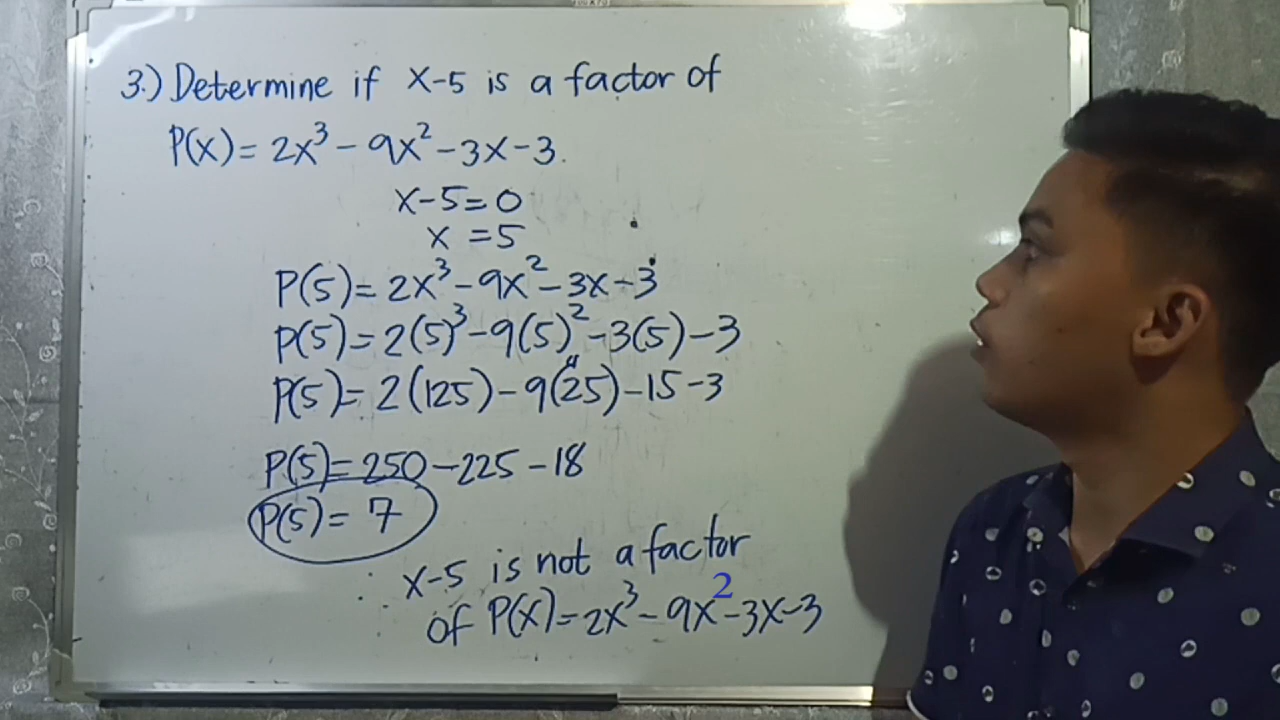 3.) Determine if x-5 is a factor of
P(x) = 2x³ - 9x² - 3x - 3.
x-5=0
x = 5
P(5) = 2x³ - 9x² - 3x - 3
P(5) = 2(5)³ - 9(5)² - 3(5) - 3
P(5) = 2(125) - 9(25) - 15 - 3
P(5) = 250 - 225 - 18
P(5) = 7
∴ x-5 is not a factor
of P(x) = 2x³ - 9x² - 3x - 3